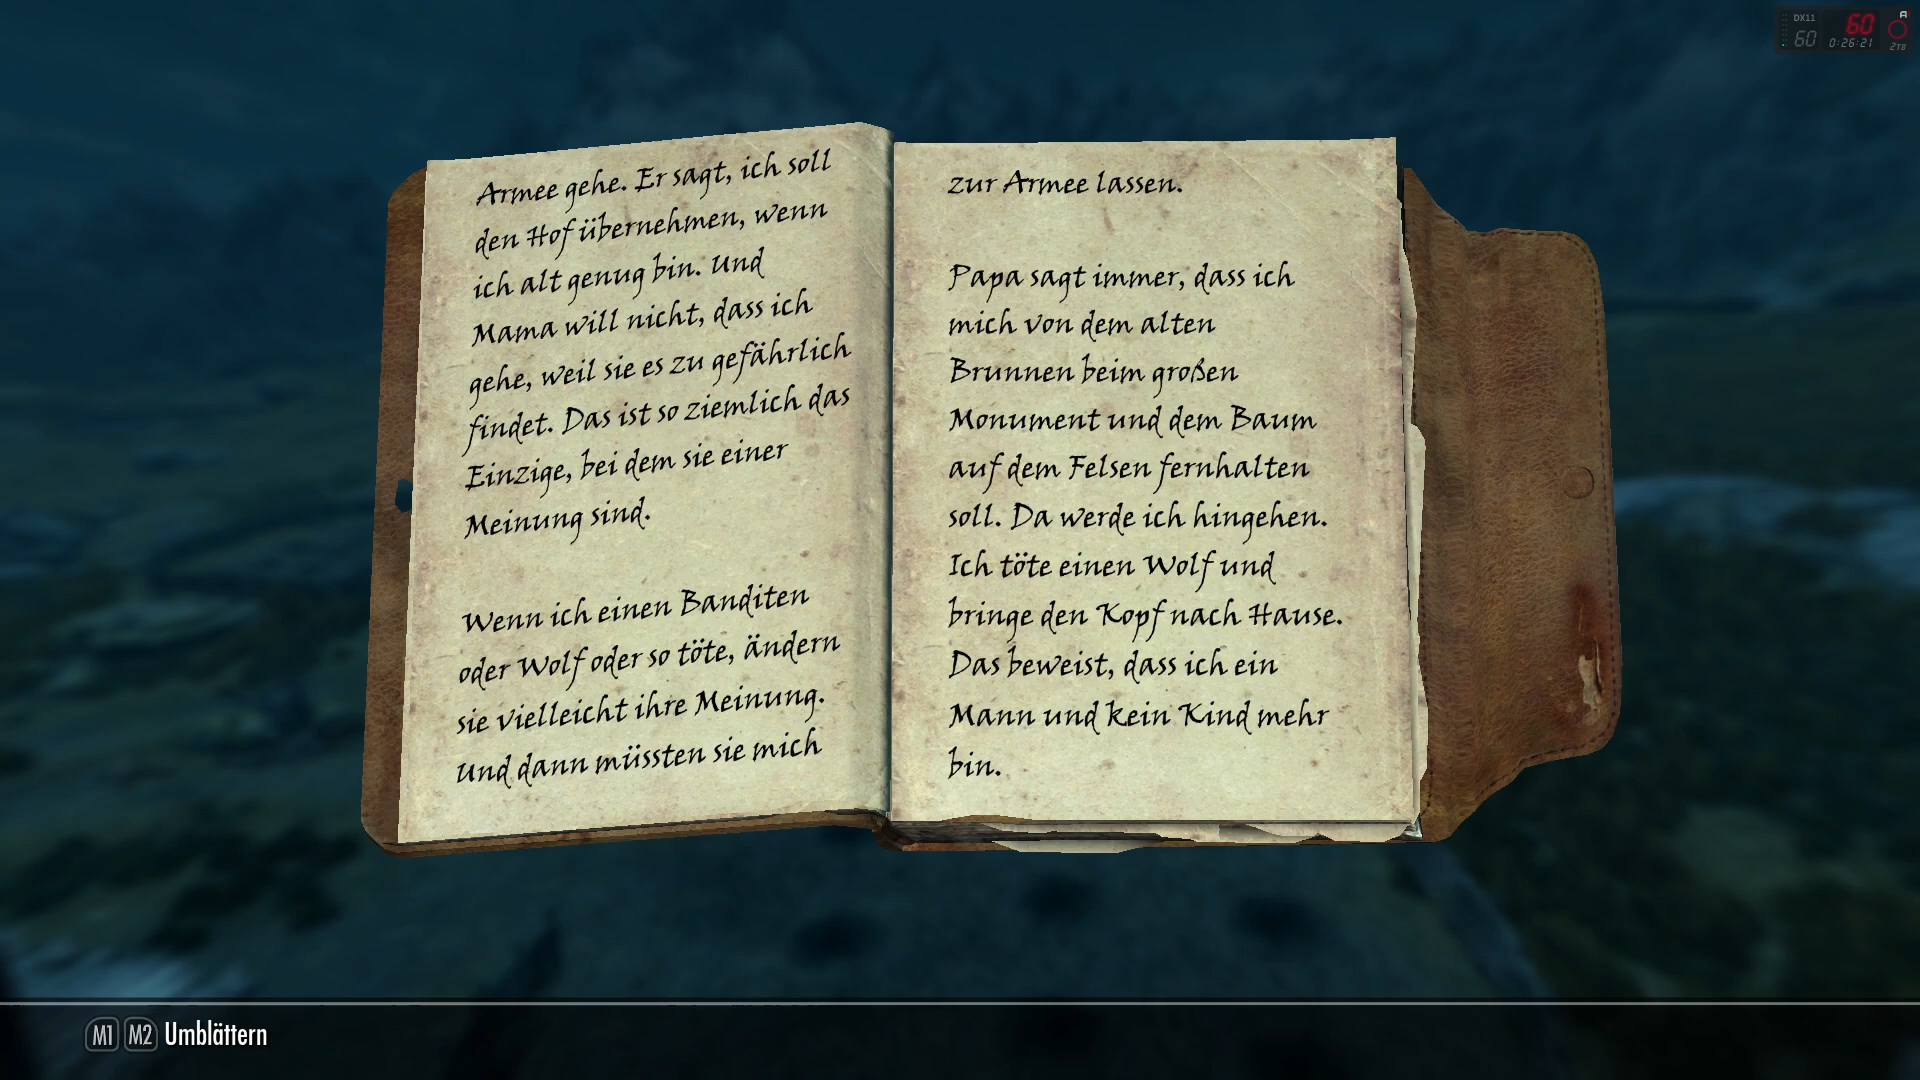 DX11 60 A
60 0:26:21
Armee gehe. Er sagt, ich soll
den Hof übernehmen, wenn
ich alt genug bin. Und
Mama will nicht, dass ich
gehe, weil sie es zu gefährlich
findet. Das ist so ziemlich das
Einzige, bei dem sie einer
Meinung sind.
Wenn ich einen Banditen
oder Wolf oder so töte, ändern
sie vielleicht ihre Meinung.
Und dann müssten sie mich
zur Armee lassen.
Papa sagt immer, dass ich
mich von dem alten
Brunnen beim großen
Monument und dem Baum
auf dem Felsen fernhalten
soll. Da werde ich hingehen.
Ich töte einen Wolf und
bringe den Kopf nach Hause.
Das beweist, dass ich ein
Mann und kein Kind mehr
bin.
M1 M2 Umblättern